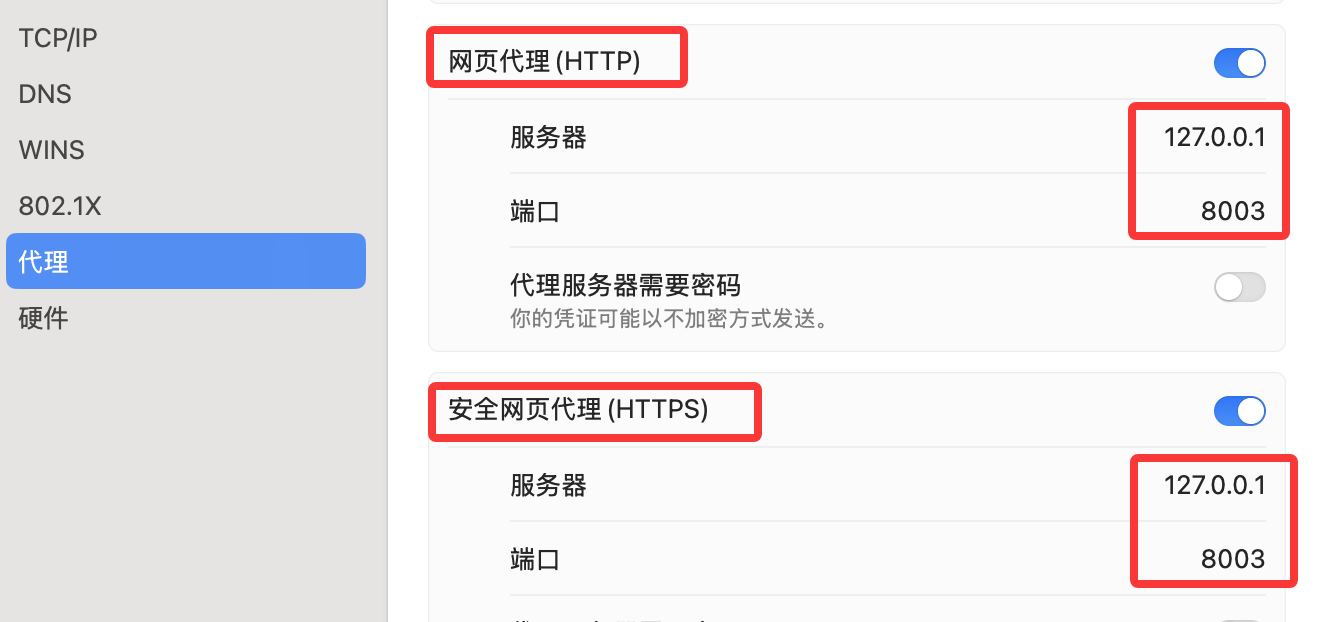 TCP/IP
DNS
WINS
802.1X
代理
硬件
网页代理 (HTTP)
服务器 127.0.0.1
端口 8003
代理服务器需要密码
你的凭证可能以不加密方式发送。
安全网页代理 (HTTPS)
服务器 127.0.0.1
端口 8003